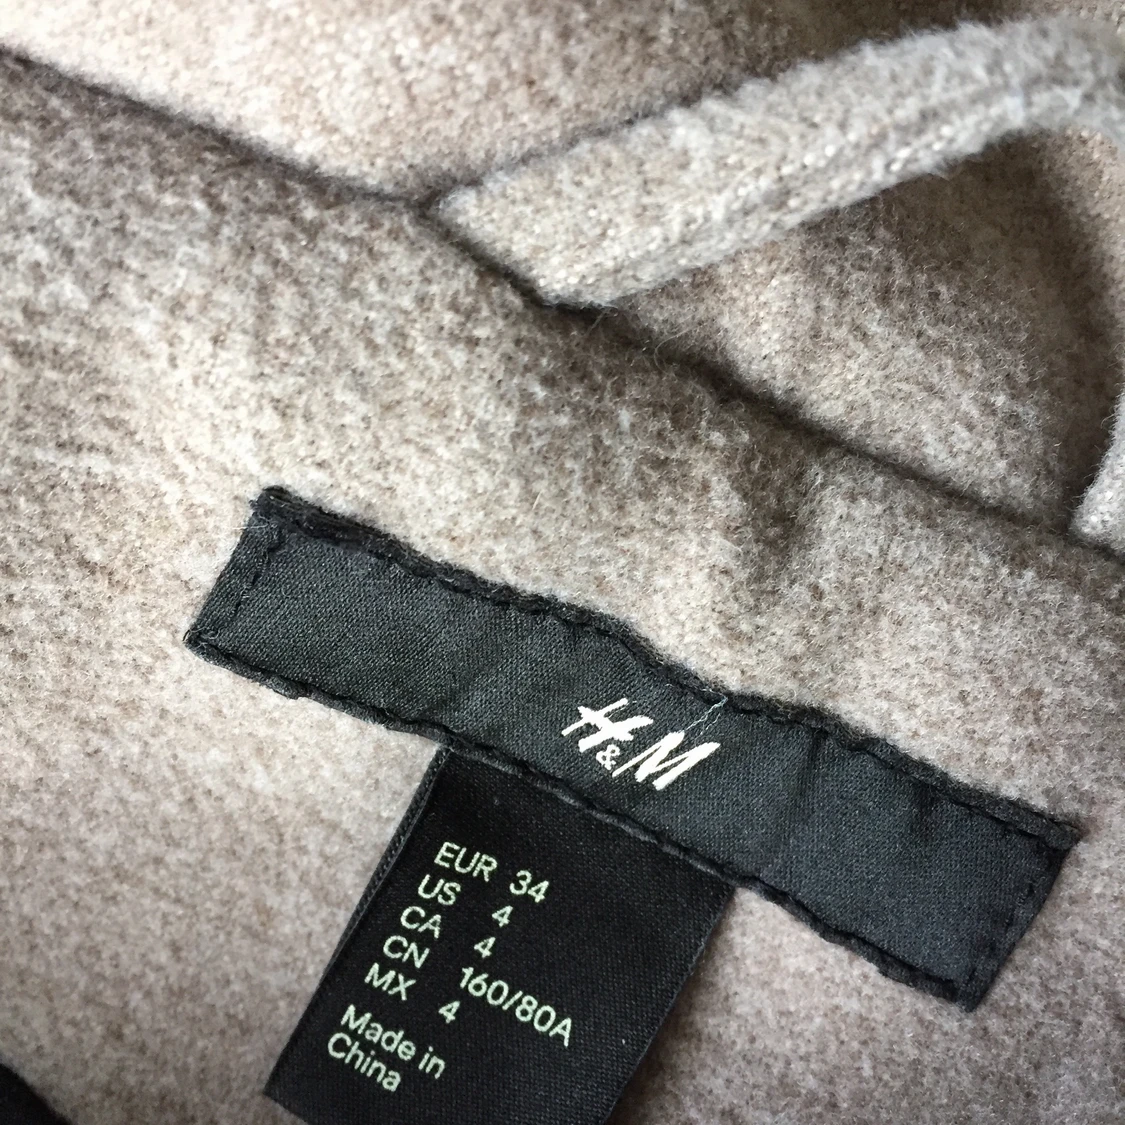 H&M
EUR 34
US 4
CA 4
CN 160/80A
MX 4
Made in
China